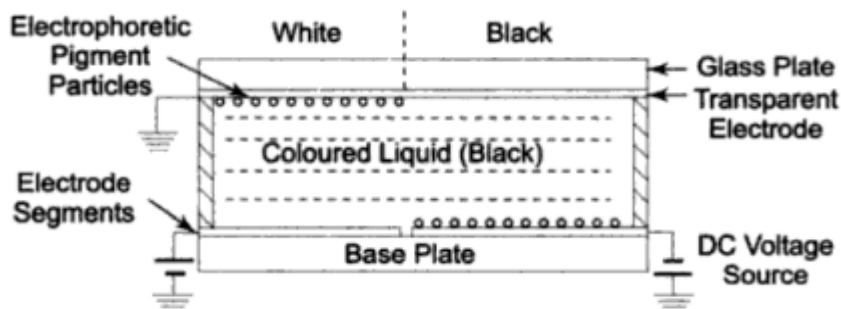 Electrophoretic
Pigment
Particles
White
Black
Glass Plate
Transparent
Electrode
Coloured Liquid (Black)
Electrode
Segments
Base Plate
DC Voltage
Source